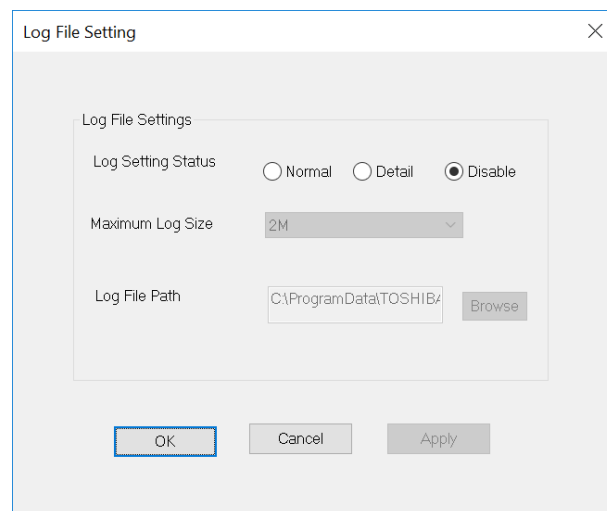 Log File Setting
Log File Settings
Log Setting Status Normal Detail Disable
Maximum Log Size 2M
Log File Path C:\ProgramData\TOSHIBA Browse
OK Cancel Apply